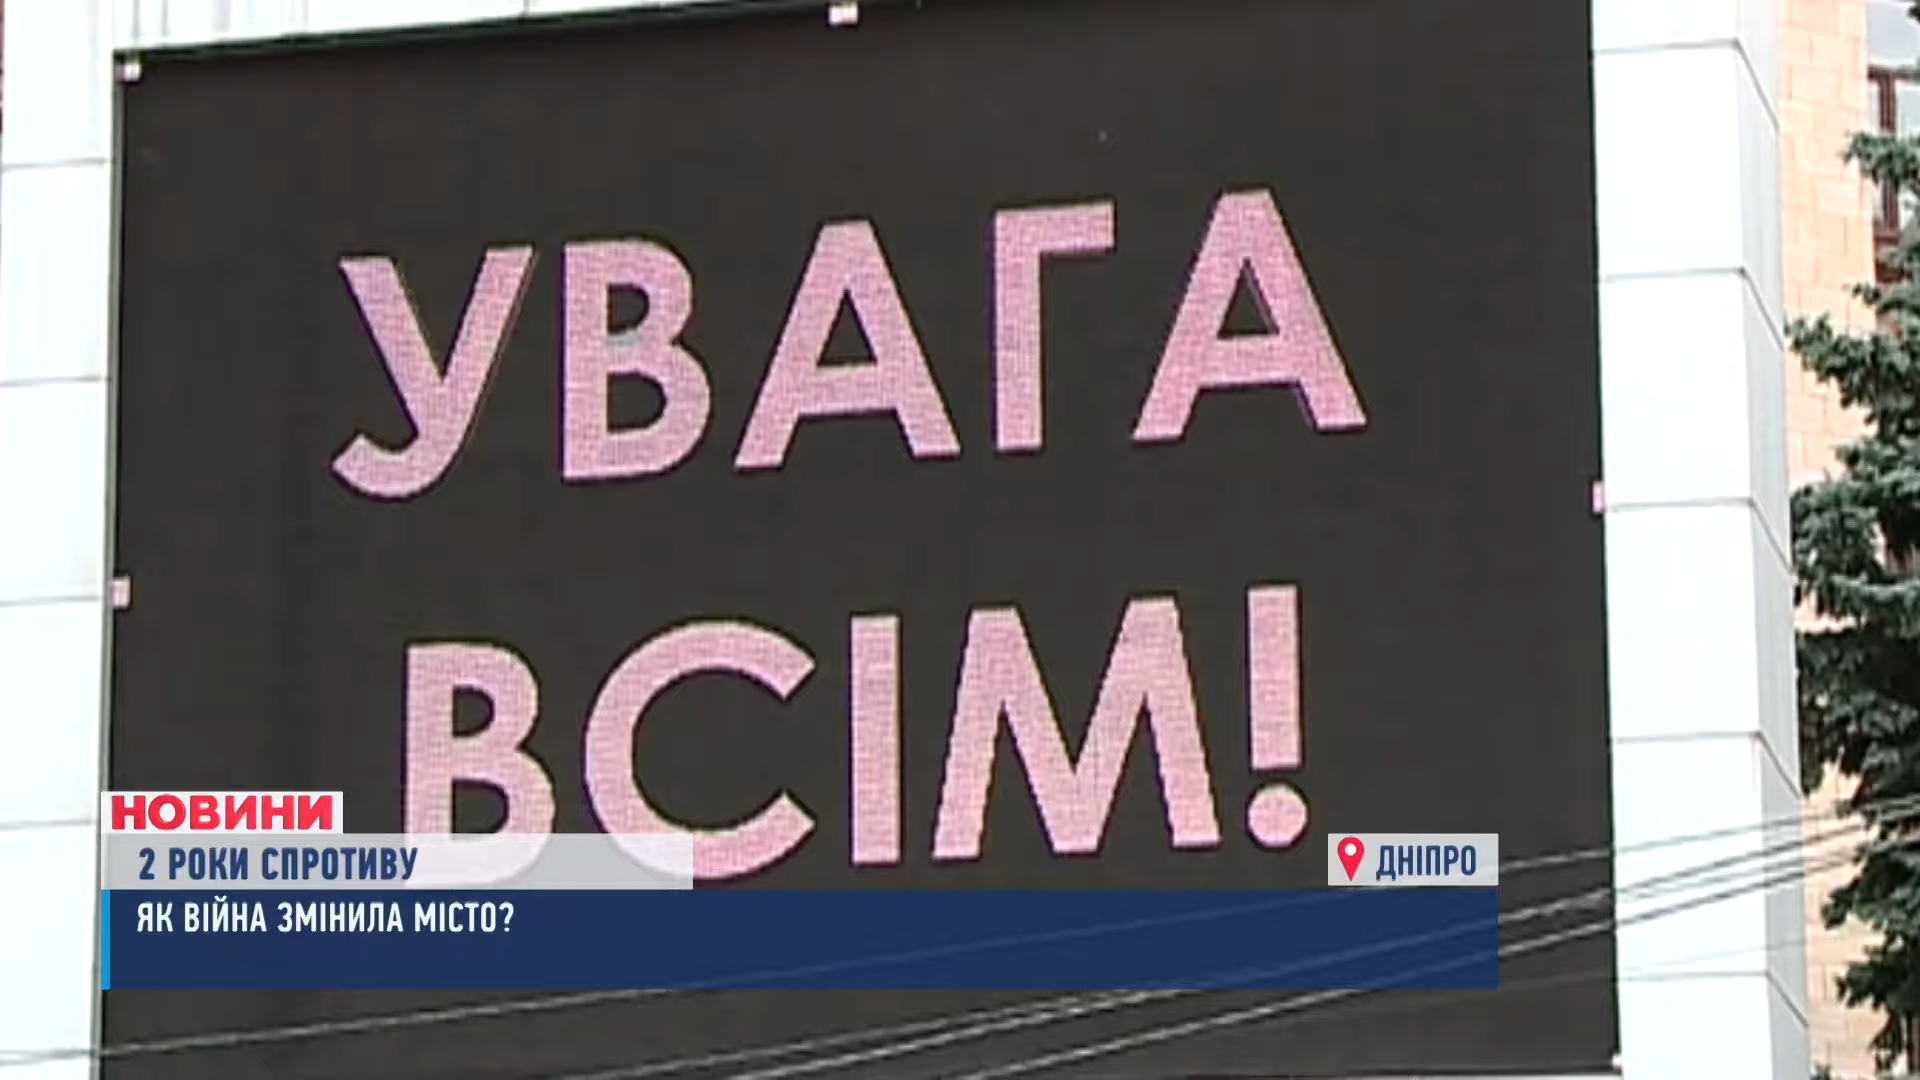 УВАГА
ВСІМ!
НОВИНИ
2 РОКИ СПРОТИВУ
ДНІПРО
ЯК ВІЙНА ЗМІНИЛА МІСТО?